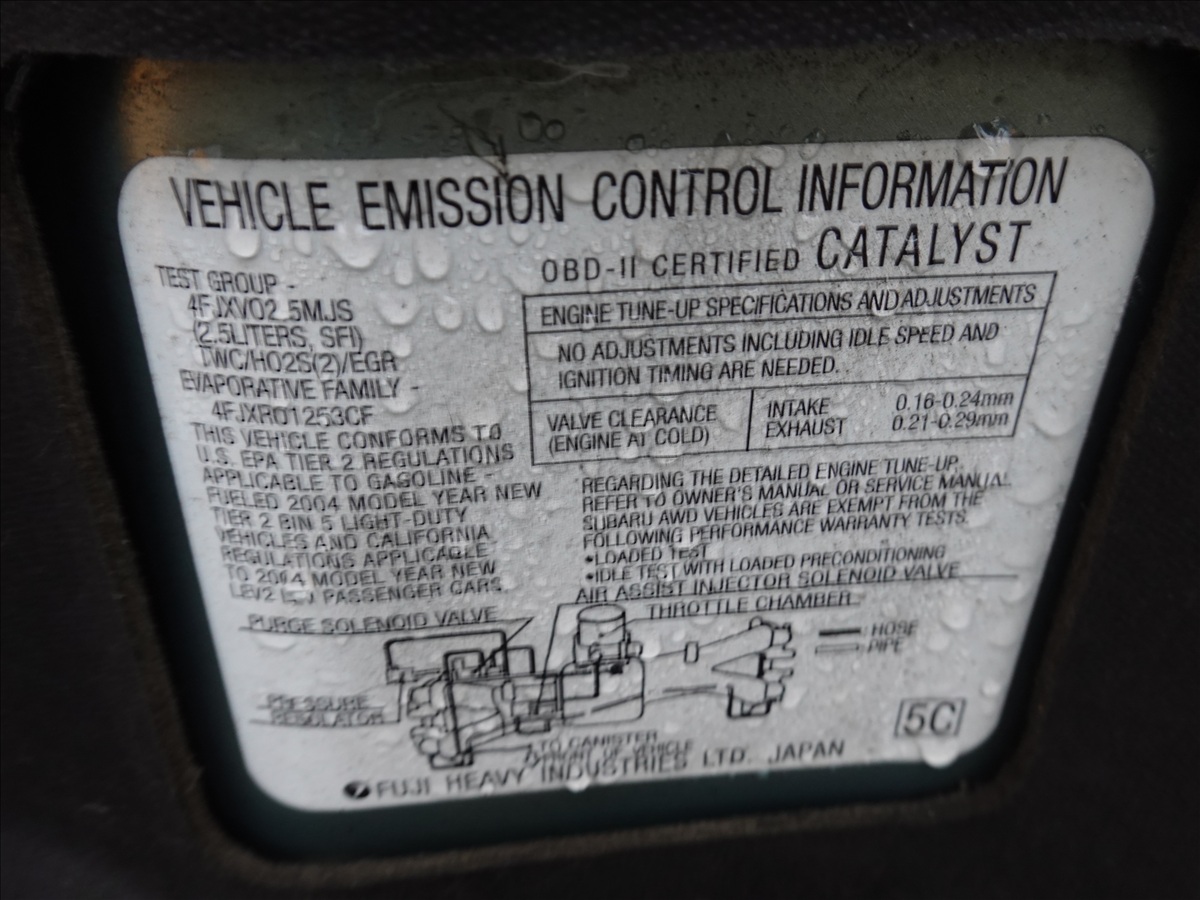 VEHICLE EMISSION CONTROL INFORMATION
OBD-II CERTIFIED CATALYST
TEST GROUP -
4FJXV02.5MJS
(2.5LITERS, SFI)
TWC/HO2S(2)/EGR
EVAPORATIVE FAMILY -
4FJXR01253CF
THIS VEHICLE CONFORMS TO
U.S. EPA TIER 2 REGULATIONS
APPLICABLE TO GASOLINE -
FUELED 2004 MODEL YEAR NEW
TIER 2 BIN 5 LIGHT-DUTY
VEHICLES AND CALIFORNIA
REGULATIONS APPLICABLE
TO 2004 MODEL YEAR NEW
LEV2 PASSENGER CARS.
ENGINE TUNE-UP SPECIFICATIONS AND ADJUSTMENTS
NO ADJUSTMENTS INCLUDING IDLE SPEED AND
IGNITION TIMING ARE NEEDED.
VALVE CLEARANCE
(ENGINE AT COLD)
INTAKE 0.16-0.24mm
EXHAUST 0.21-0.29mm
REGARDING THE DETAILED ENGINE TUNE-UP,
REFER TO OWNER'S MANUAL OR SERVICE MANUAL
SUBARU AWD VEHICLES ARE EXEMPT FROM THE
FOLLOWING PERFORMANCE WARRANTY TESTS.
•LOADED TEST
•IDLE TEST WITH LOADED PRECONDITIONING
AIR ASSIST INJECTOR SOLENOID VALVE
THROTTLE CHAMBER
PURGE SOLENOID VALVE
HOSE
PIPE
PRESSURE
REGULATOR
TO CANISTER
FRONT OF VEHICLE
5C
FUJI HEAVY INDUSTRIES LTD. JAPAN